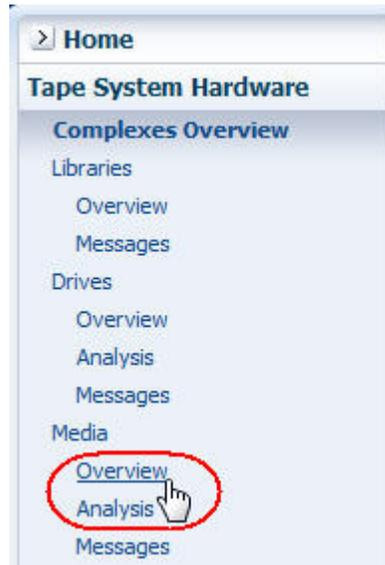 Home
Tape System Hardware
Complexes Overview
Libraries
Overview
Messages
Drives
Overview
Analysis
Messages
Media
Overview
Analysis
Messages